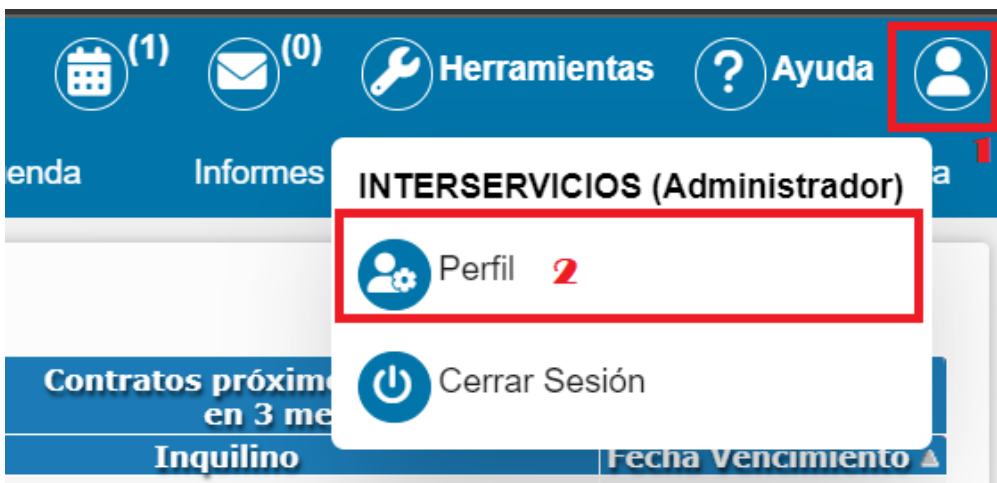 (1) (0) Herramientas Ayuda
1
enda Informes a
INTERSERVICIOS (Administrador)
Perfil 2
Cerrar Sesión
Contratos próxim
en 3 me
Inquilino Fecha Vencimiento